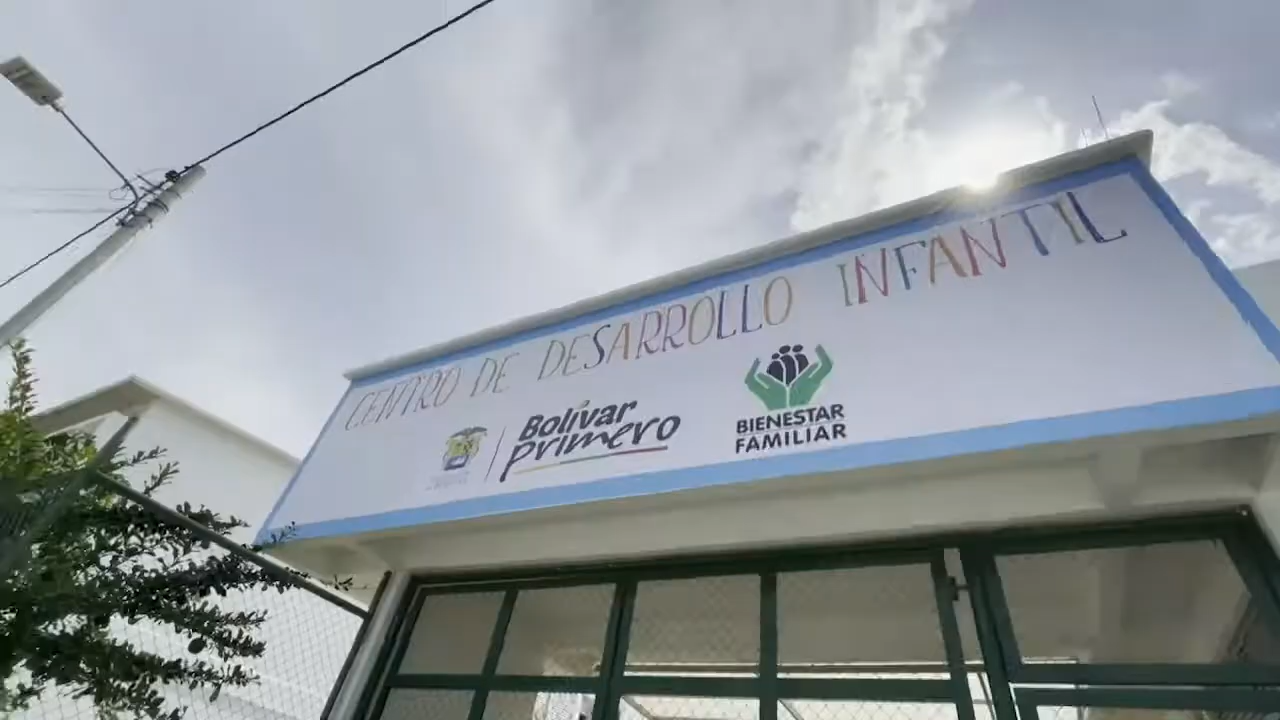 CENTRO DE DESARROLLO INFANTIL
Bolívar
primero
BIENESTAR
FAMILIAR